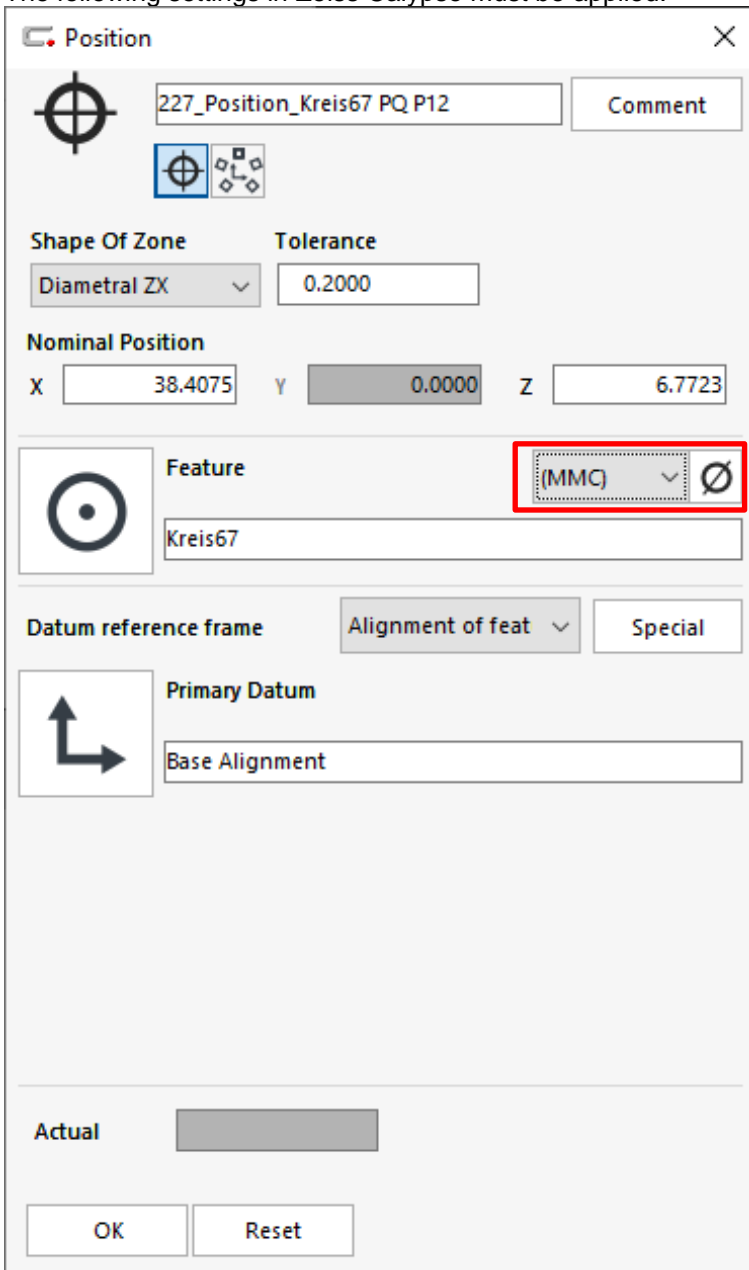 The following settings in Zeiss Calypso must be applied:
Position
227_Position_Kreis67 PQ P12
Comment
Shape Of Zone Tolerance
Diametral ZX 0.2000
Nominal Position
X 38.4075 Y 0.0000 Z 6.7723
Feature (MMC) Ø
Kreis67
Datum reference frame Alignment of feat Special
Primary Datum
Base Alignment
Actual
OK Reset